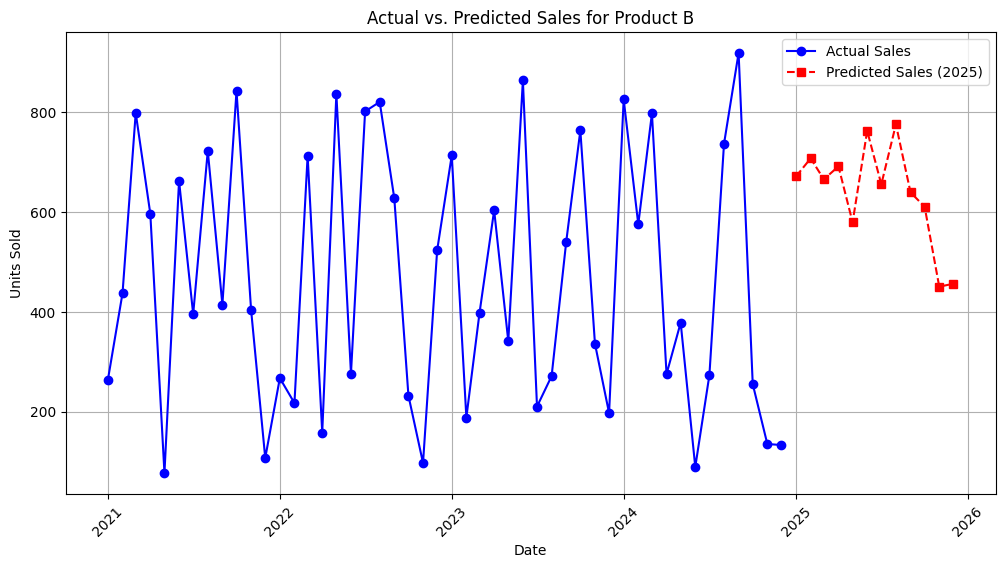 Actual vs. Predicted Sales for Product B
Actual Sales
Predicted Sales (2025)
Units Sold
800
600
400
200
2021
2022
2023
2024
2025
2026
Date